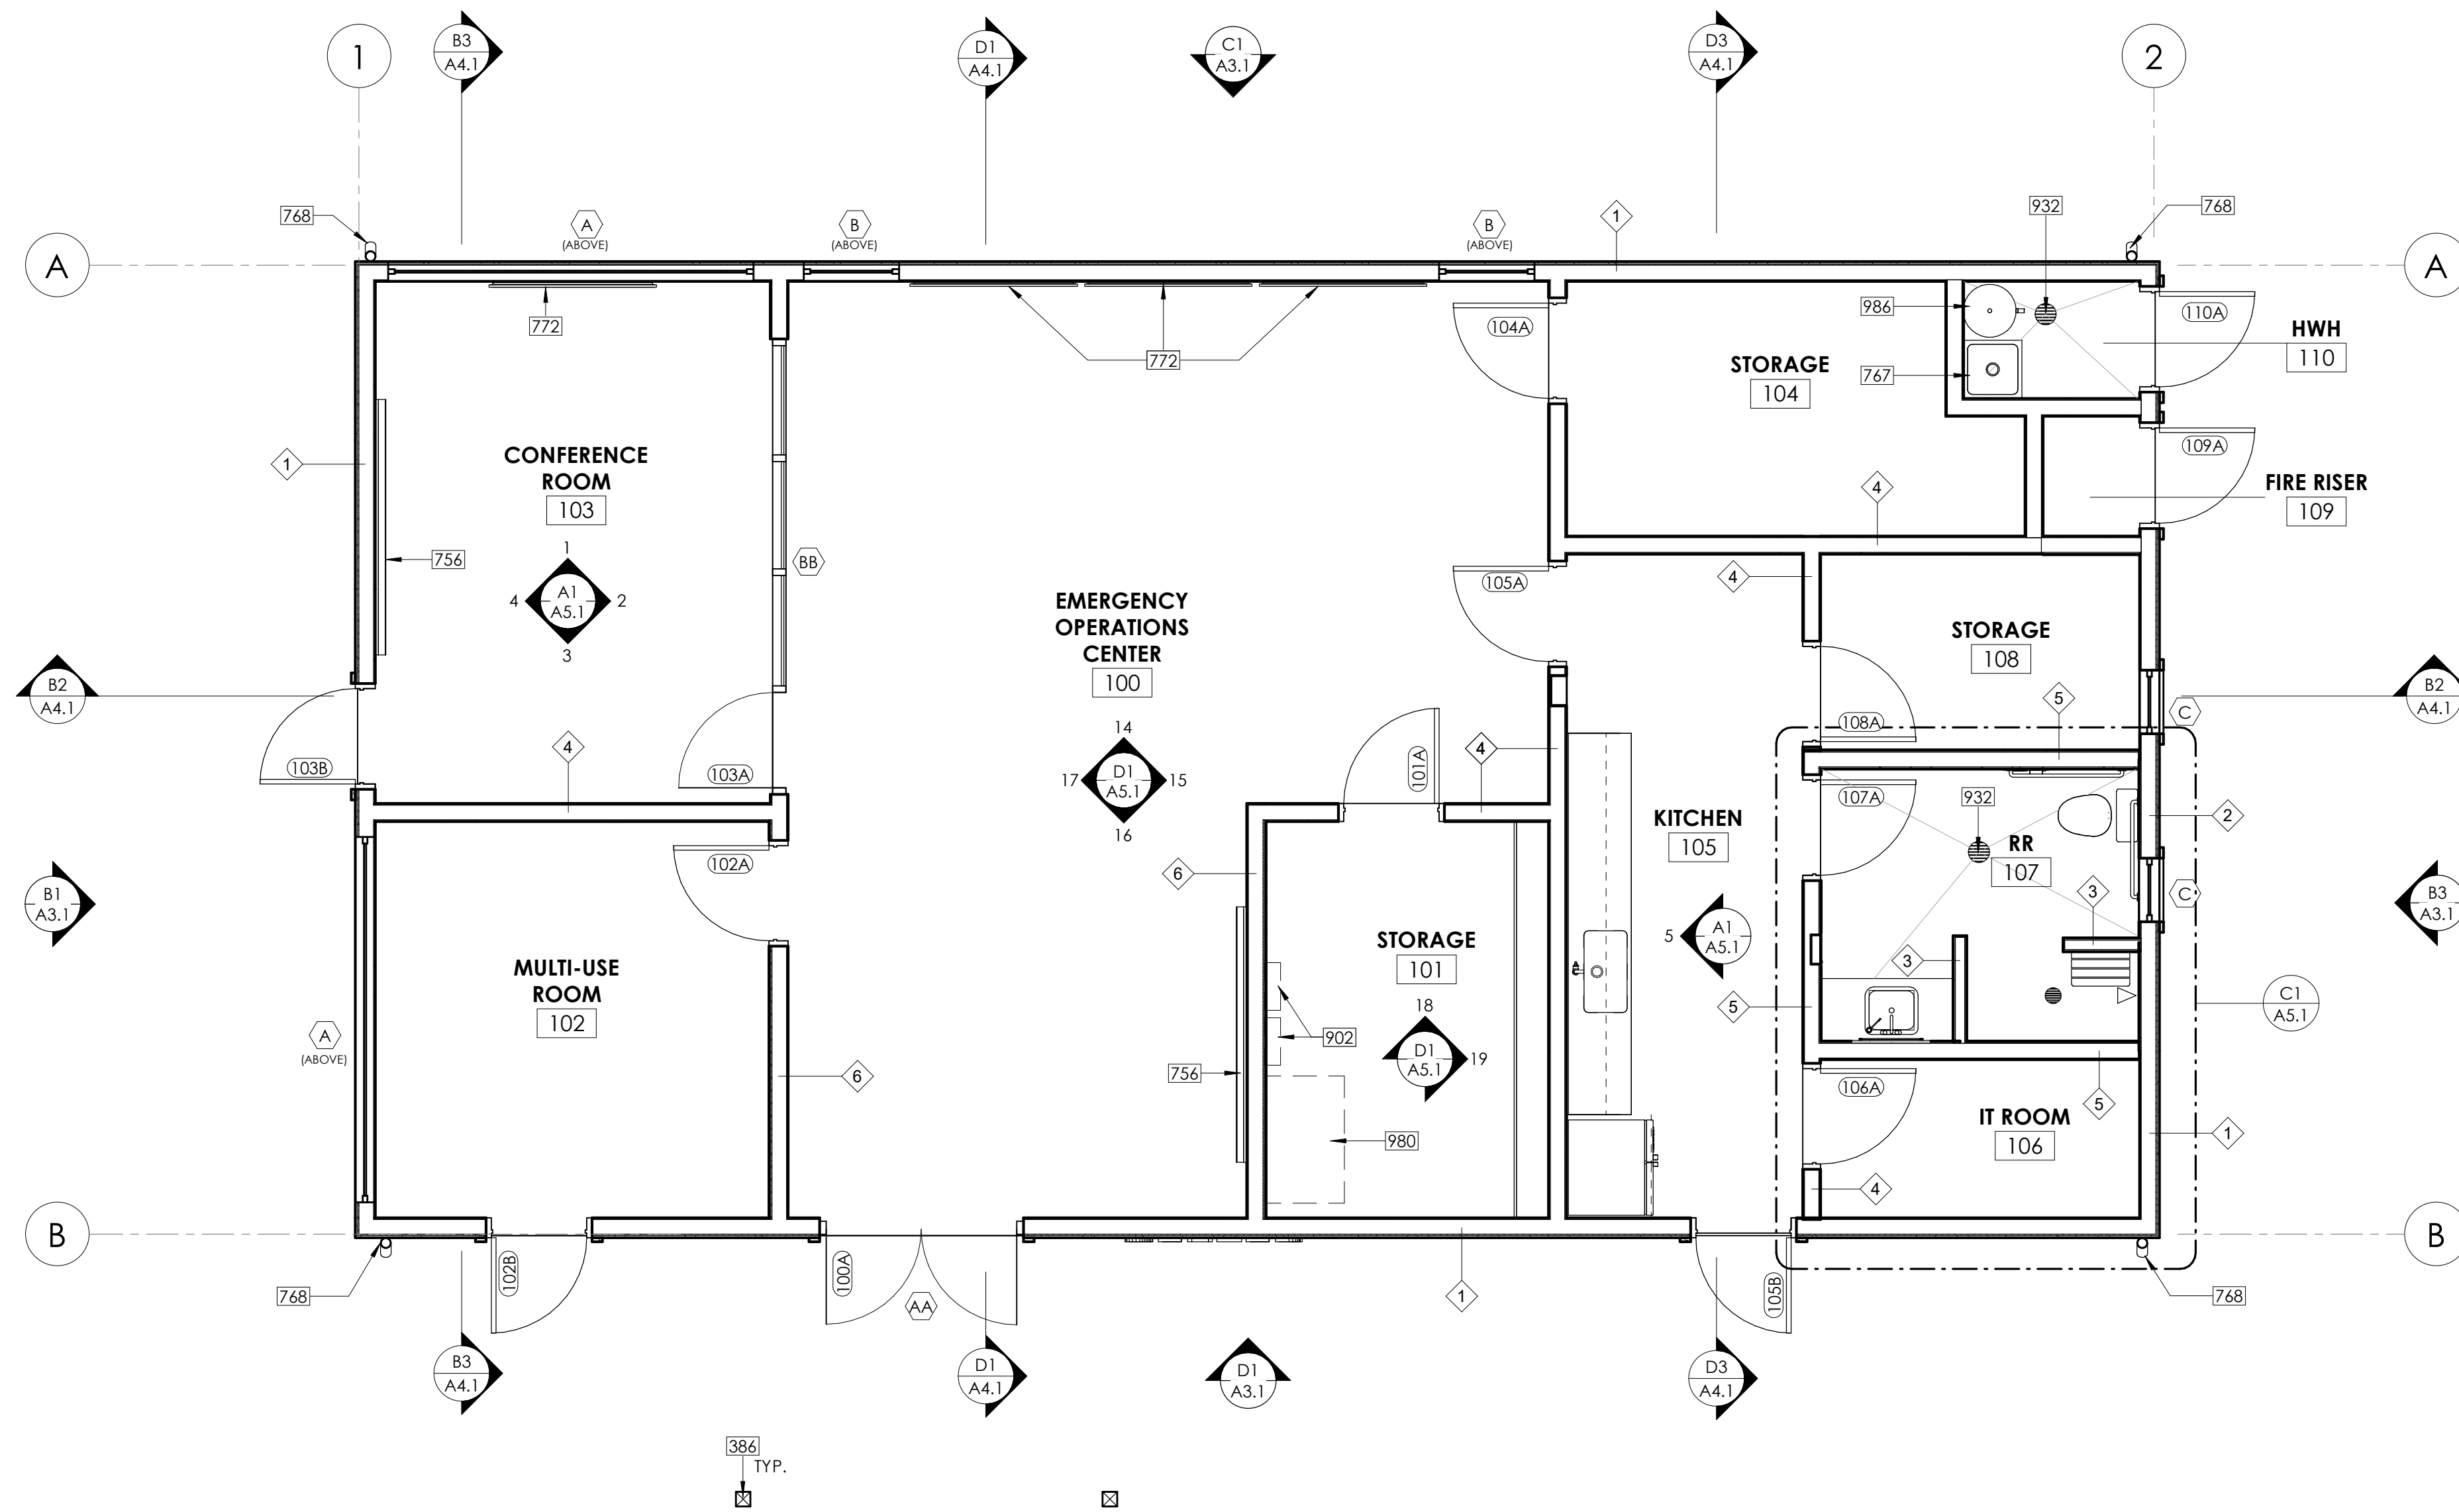 1
B3
A4.1
D1
A4.1
C1
A3.1
D3
A4.1
2
768
A
(ABOVE)
B
(ABOVE)
B
(ABOVE)
1
932
768
A
A
772
772
104A
986
767
110A
HWH
110
STORAGE
104
109A
FIRE RISER
109
1
CONFERENCE
ROOM
103
4
756
BB
1
4
A1
A5.1
2
3
105A
4
EMERGENCY
OPERATIONS
CENTER
100
STORAGE
108
B2
A4.1
B2
A4.1
5
C
108A
14
17
D1
A5.1
15
16
4
103B
103A
101A
4
107A
932
2
KITCHEN
105
RR
107
102A
6
3
C
B1
A3.1
B3
A3.1
STORAGE
101
5
A1
A5.1
3
MULTI-USE
ROOM
102
18
D1
A5.1
19
902
5
C1
A5.1
A
(ABOVE)
6
756
106A
5
IT ROOM
106
1
980
4
B
B
102B
100A
AA
768
1
105B
768
B3
A4.1
D1
A4.1
D1
A3.1
D3
A4.1
386
TYP.